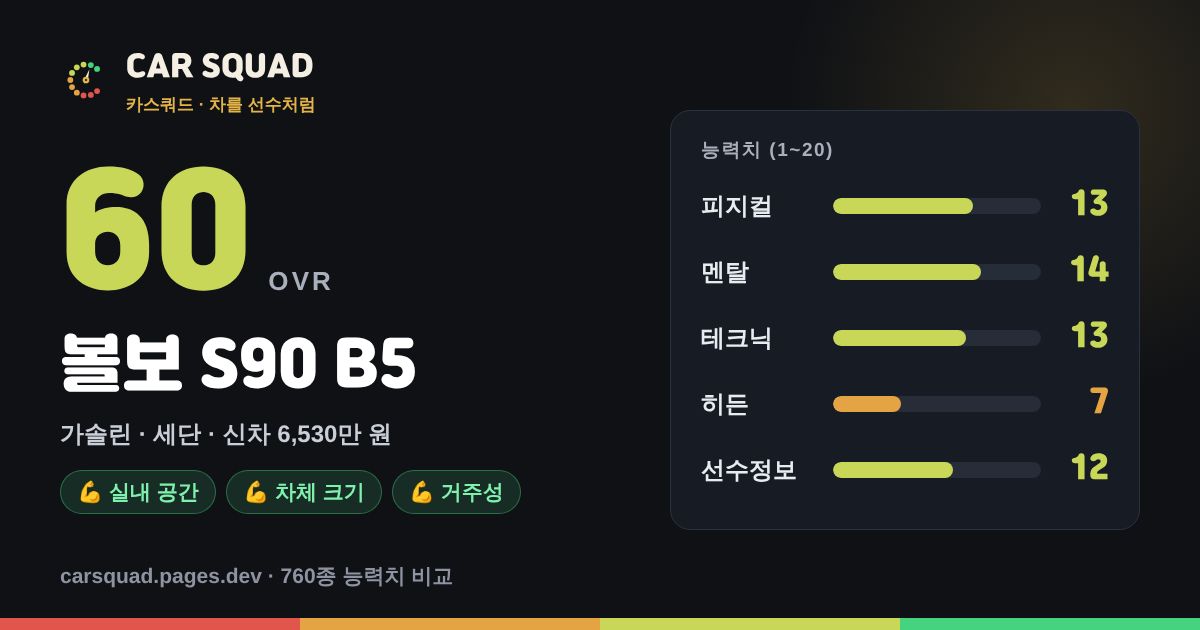 CAR SQUAD
카스쿼드 · 차를 선수처럼
60 OVR
볼보 S90 B5
가솔린 · 세단 · 신차 6,530만 원
💪 실내 공간 💪 차체 크기 💪 거주성
carsquad.pages.dev · 760종 능력치 비교
능력치 (1~20)
피지컬 13
멘탈 14
테크닉 13
히든 7
선수정보 12